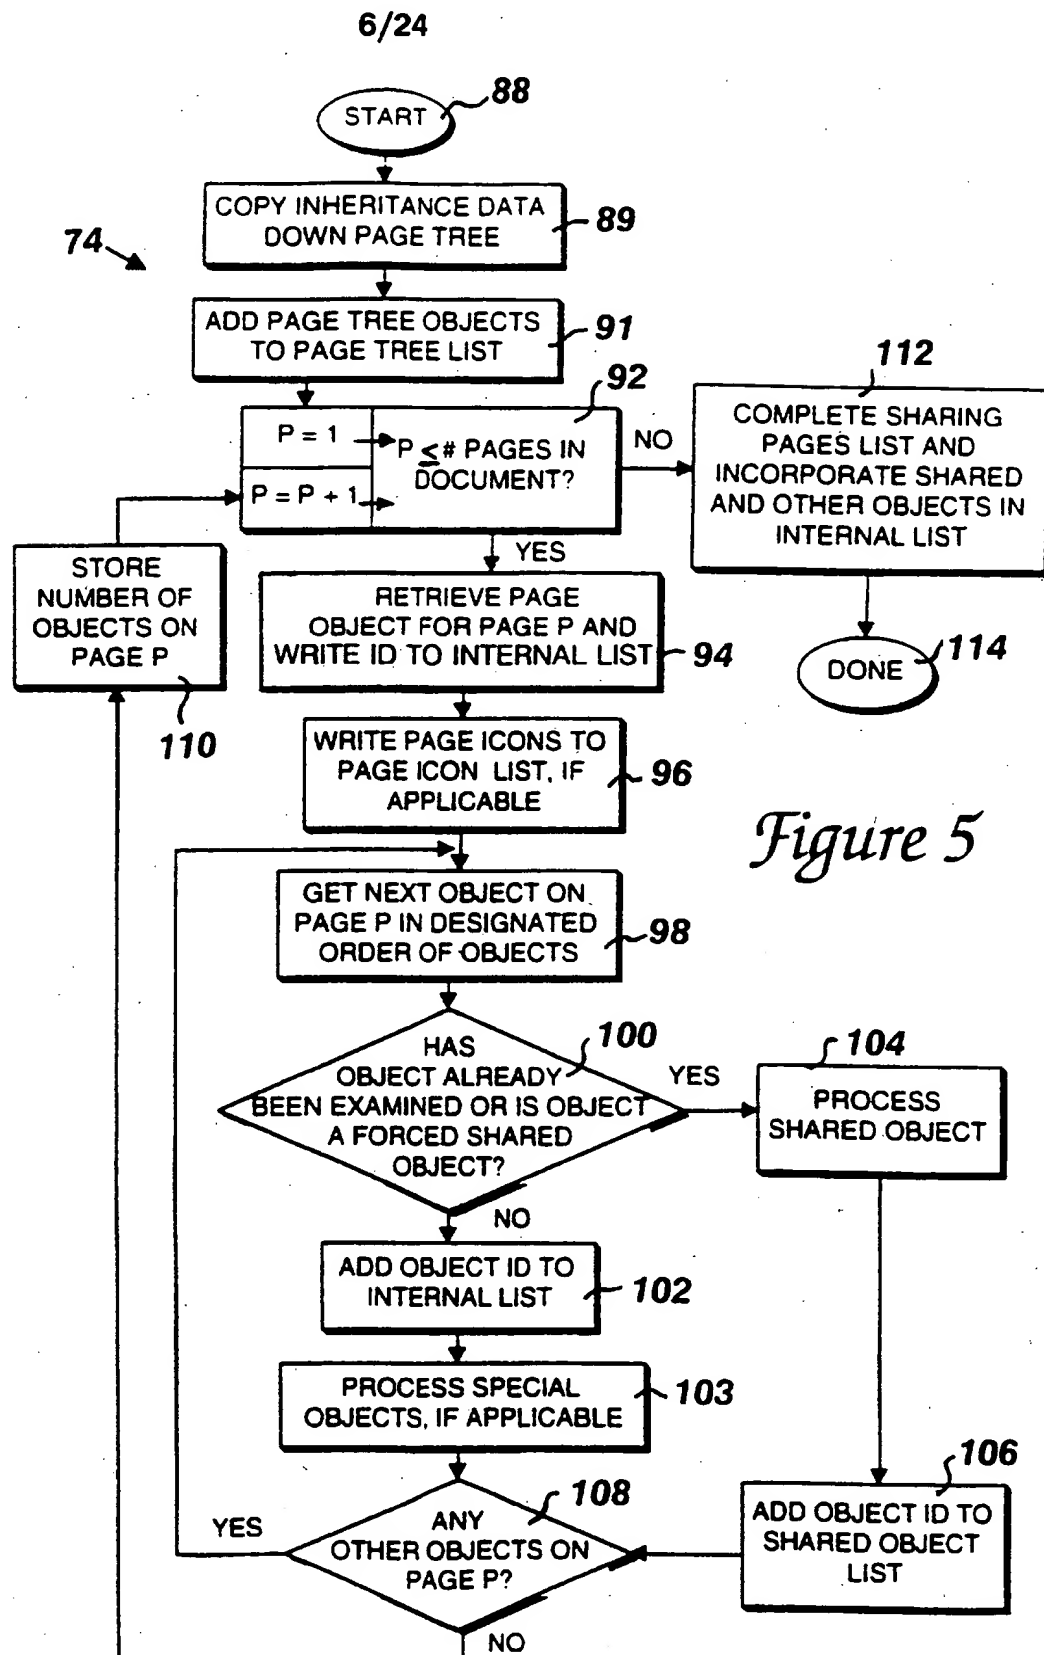 6/24
START
88
COPY INHERITANCE DATA
DOWN PAGE TREE
89
74
ADD PAGE TREE OBJECTS
TO PAGE TREE LIST
91
92
P = 1
P = P + 1
P ≤ # PAGES IN
DOCUMENT?
NO
112
COMPLETE SHARING
PAGES LIST AND
INCORPORATE SHARED
AND OTHER OBJECTS IN
INTERNAL LIST
YES
STORE
NUMBER OF
OBJECTS ON
PAGE P
110
RETRIEVE PAGE
OBJECT FOR PAGE P AND
WRITE ID TO INTERNAL LIST
94
DONE
114
WRITE PAGE ICONS TO
PAGE ICON LIST, IF
APPLICABLE
96
Figure 5
GET NEXT OBJECT ON
PAGE P IN DESIGNATED
ORDER OF OBJECTS
98
HAS
OBJECT ALREADY
BEEN EXAMINED OR IS OBJECT
A FORCED SHARED
OBJECT?
100
YES
104
PROCESS
SHARED OBJECT
NO
ADD OBJECT ID TO
INTERNAL LIST
102
PROCESS SPECIAL
OBJECTS, IF APPLICABLE
103
106
ADD OBJECT ID TO
SHARED OBJECT
LIST
108
YES
ANY
OTHER OBJECTS ON
PAGE P?
NO